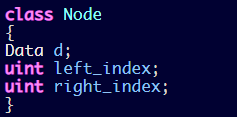 class Node
{
Data d;
uint left_index;
uint right_index;
}